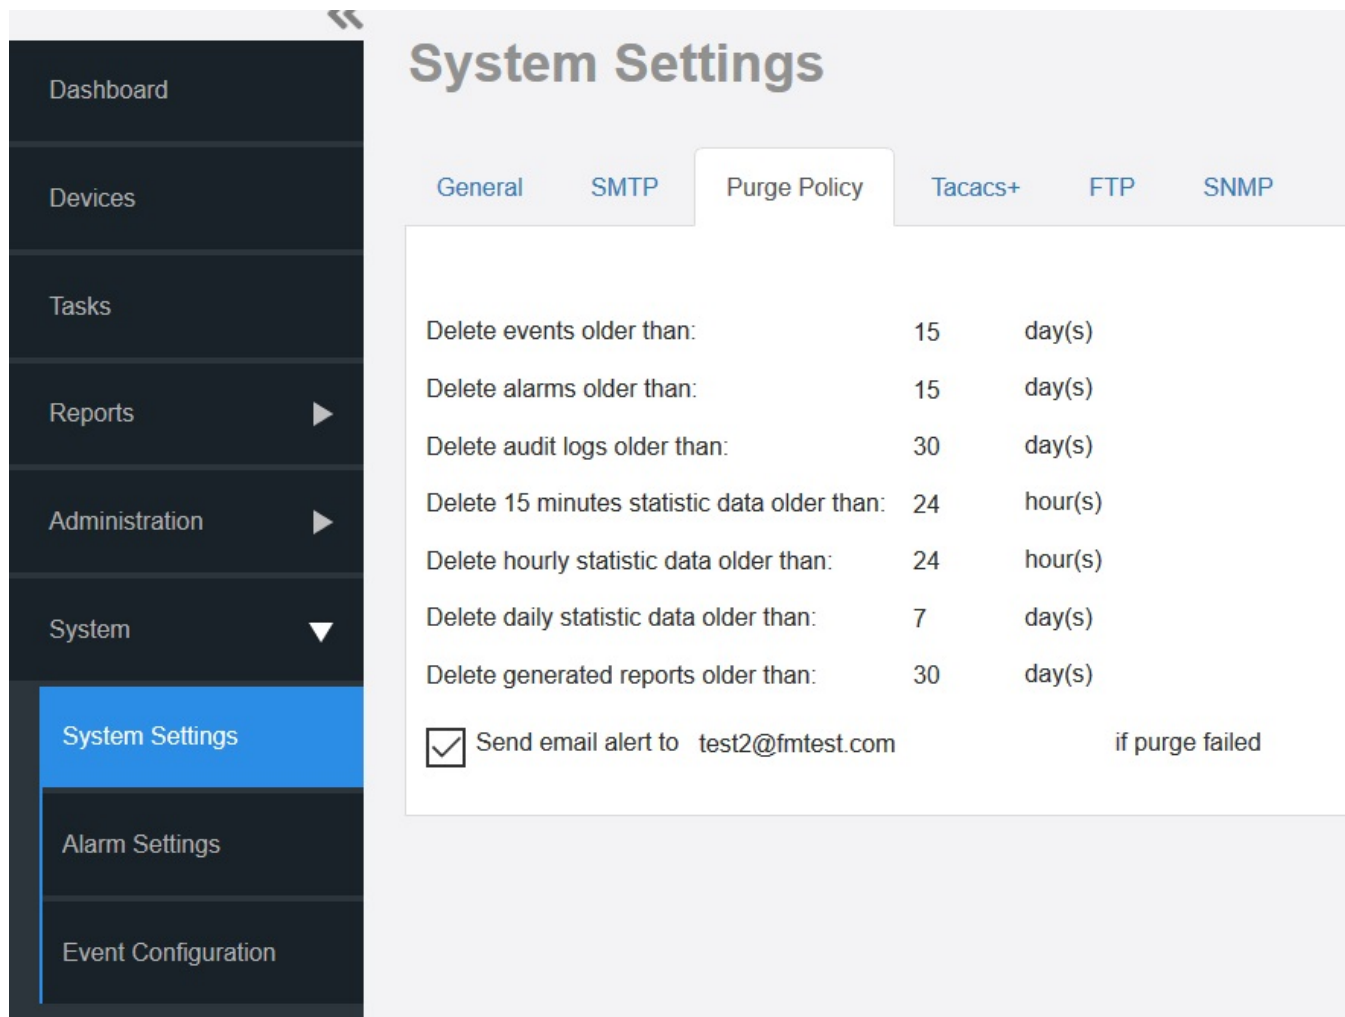 Dashboard
Devices
Tasks
Reports
Administration
System
System Settings
Alarm Settings
Event Configuration
System Settings
General SMTP Purge Policy Tacacs+ FTP SNMP
Delete events older than: 15 day(s)
Delete alarms older than: 15 day(s)
Delete audit logs older than: 30 day(s)
Delete 15 minutes statistic data older than: 24 hour(s)
Delete hourly statistic data older than: 24 hour(s)
Delete daily statistic data older than: 7 day(s)
Delete generated reports older than: 30 day(s)
Send email alert to test2@fmtest.com if purge failed